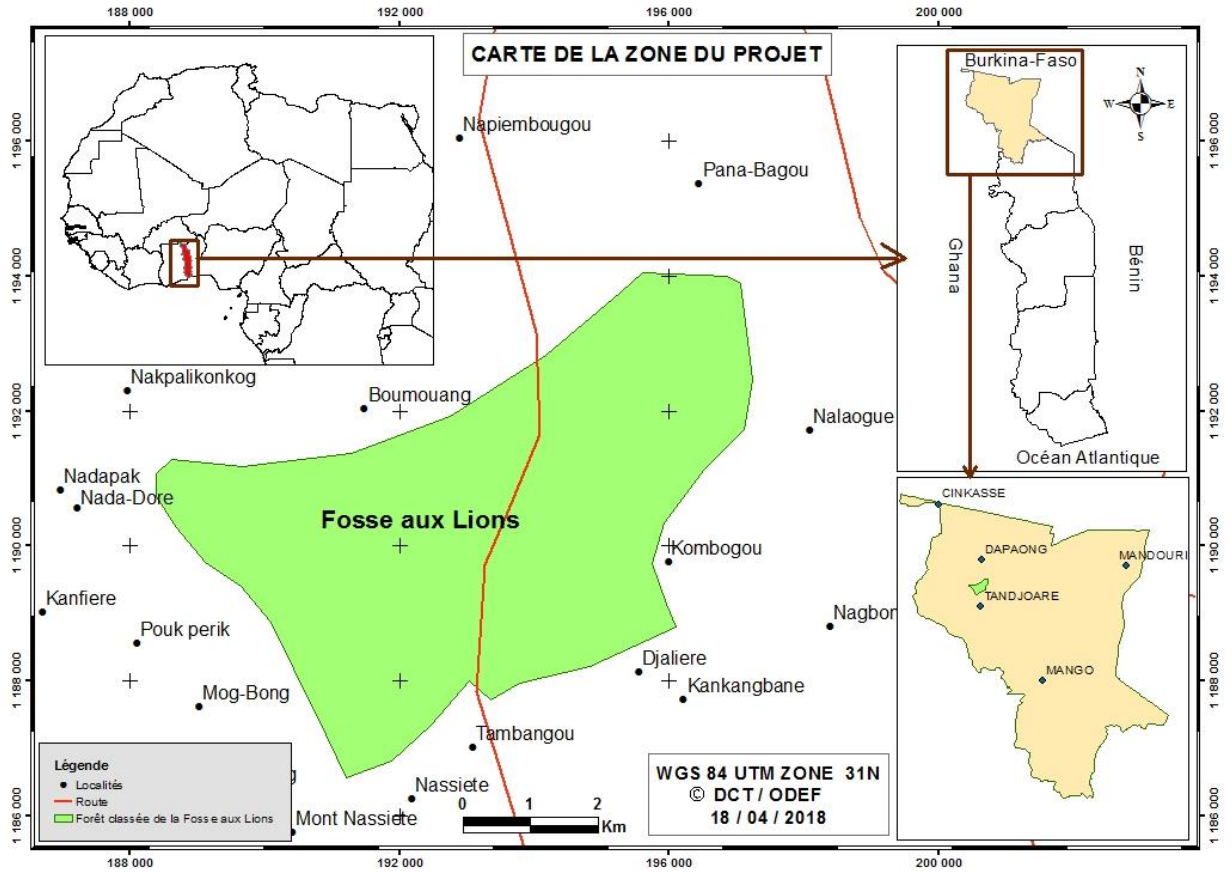 188 000
192 000
196 000
200 000
CARTE DE LA ZONE DU PROJET
Burkina-Faso
N
W
E
S
Ghana
Bénin
Océan Atlantique
1 196 000
1 194 000
1 192 000
1 190 000
1 188 000
1 186 000
1 196 000
1 194 000
1 192 000
1 190 000
1 188 000
1 186 000
Napiembougou
Pana-Bagou
Nakpalikonkog
Boumouang
Nalaogue
Nadapak
Nada-Dore
Fosse aux Lions
Kombogou
Kanfiere
Pouk perik
Nagbon
Djaliere
Kankangbane
Mog-Bong
Tambangou
Nassiete
Mont Nassiete
CINKASSE
DAPAONG
MANDOURI
TANDJOARE
MANGO
Légende
Localités
Route
Forêt classée de la Fosse aux Lions
0 1 2
Km
WGS 84 UTM ZONE 31N
© DCT / ODEF
18 / 04 / 2018
188 000
192 000
196 000
200 000